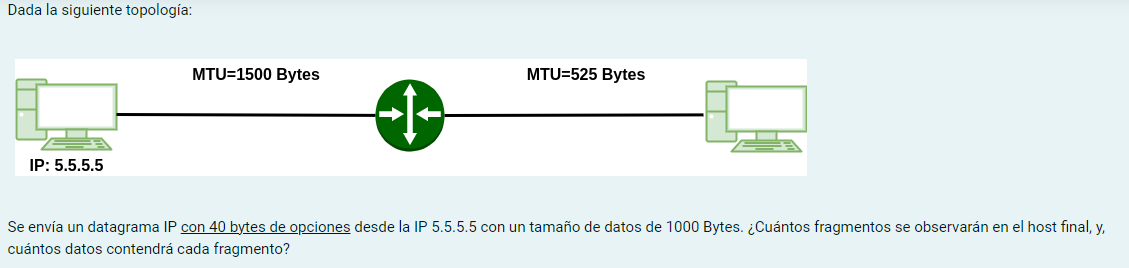 Dada la siguiente topología:
MTU=1500 Bytes
MTU=525 Bytes
IP: 5.5.5.5
Se envía un datagrama IP con 40 bytes de opciones desde la IP 5.5.5.5 con un tamaño de datos de 1000 Bytes. ¿Cuántos fragmentos se observarán en el host final, y,
cuántos datos contendrá cada fragmento?